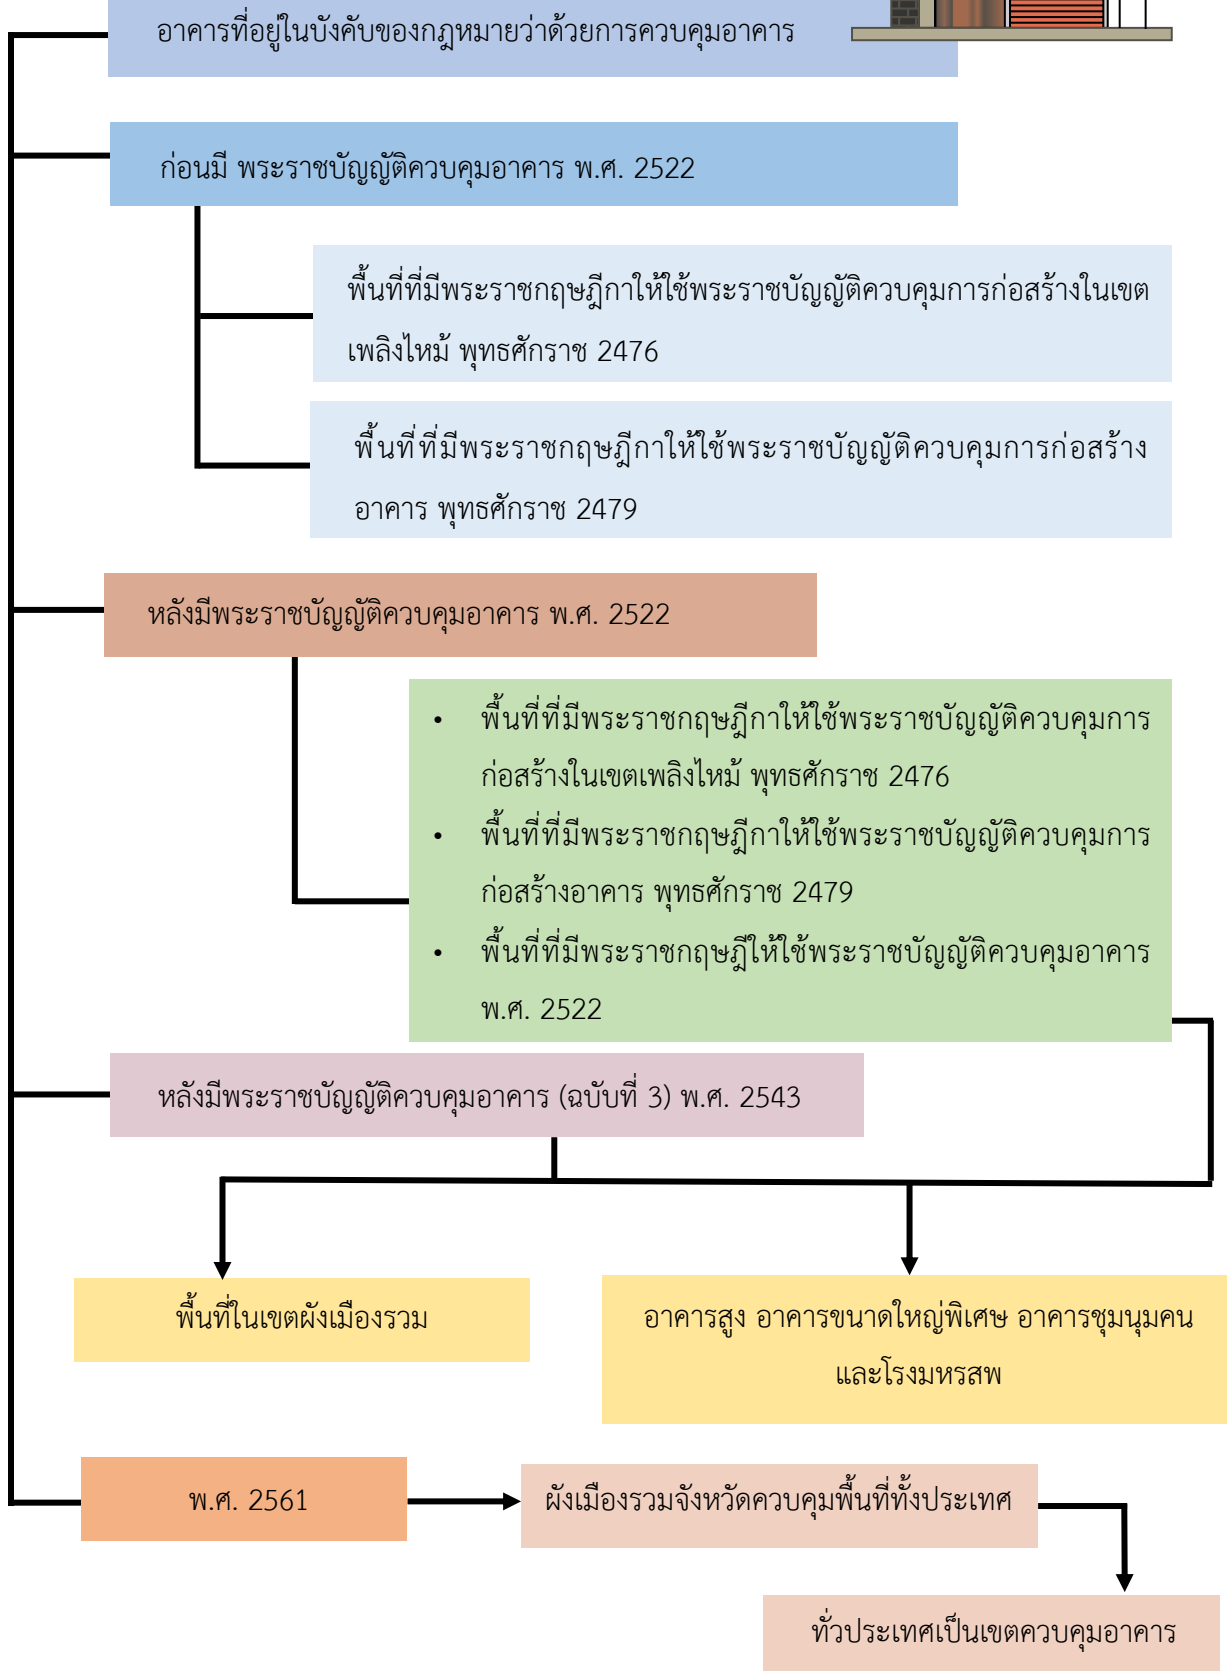 อาคารที่อยู่ในบังคับของกฎหมายว่าด้วยการควบคุมอาคาร
ก่อนมี พระราชบัญญัติควบคุมอาคาร พ.ศ. 2522
พื้นที่ที่มีพระราชกฤษฎีกาให้ใช้พระราชบัญญัติควบคุมการก่อสร้างในเขต
เพลิงไหม้ พุทธศักราช 2476
พื้นที่ที่มีพระราชกฤษฎีกาให้ใช้พระราชบัญญัติควบคุมการก่อสร้าง
อาคาร พุทธศักราช 2479
หลังมีพระราชบัญญัติควบคุมอาคาร พ.ศ. 2522
• พื้นที่ที่มีพระราชกฤษฎีกาให้ใช้พระราชบัญญัติควบคุมการ
ก่อสร้างในเขตเพลิงไหม้ พุทธศักราช 2476
• พื้นที่ที่มีพระราชกฤษฎีกาให้ใช้พระราชบัญญัติควบคุมการ
ก่อสร้างอาคาร พุทธศักราช 2479
• พื้นที่ที่มีพระราชกฤษฎีให้ใช้พระราชบัญญัติควบคุมอาคาร
พ.ศ. 2522
หลังมีพระราชบัญญัติควบคุมอาคาร (ฉบับที่ 3) พ.ศ. 2543
พื้นที่ในเขตผังเมืองรวม
อาคารสูง อาคารขนาดใหญ่พิเศษ อาคารชุมนุมคน
และโรงมหรสพ
พ.ศ. 2561
ผังเมืองรวมจังหวัดควบคุมพื้นที่ทั้งประเทศ
ทั่วประเทศเป็นเขตควบคุมอาคาร